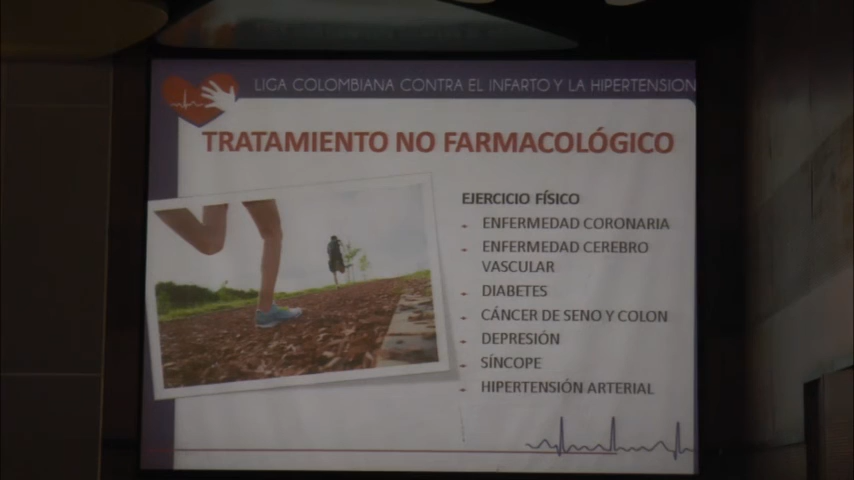 LIGA COLOMBIANA CONTRA EL INFARTO Y LA HIPERTENSION
TRATAMIENTO NO FARMACOLÓGICO
EJERCICIO FÍSICO
- ENFERMEDAD CORONARIA
- ENFERMEDAD CEREBRO
VASCULAR
- DIABETES
- CÁNCER DE SENO Y COLON
- DEPRESIÓN
- SÍNCOPE
- HIPERTENSIÓN ARTERIAL